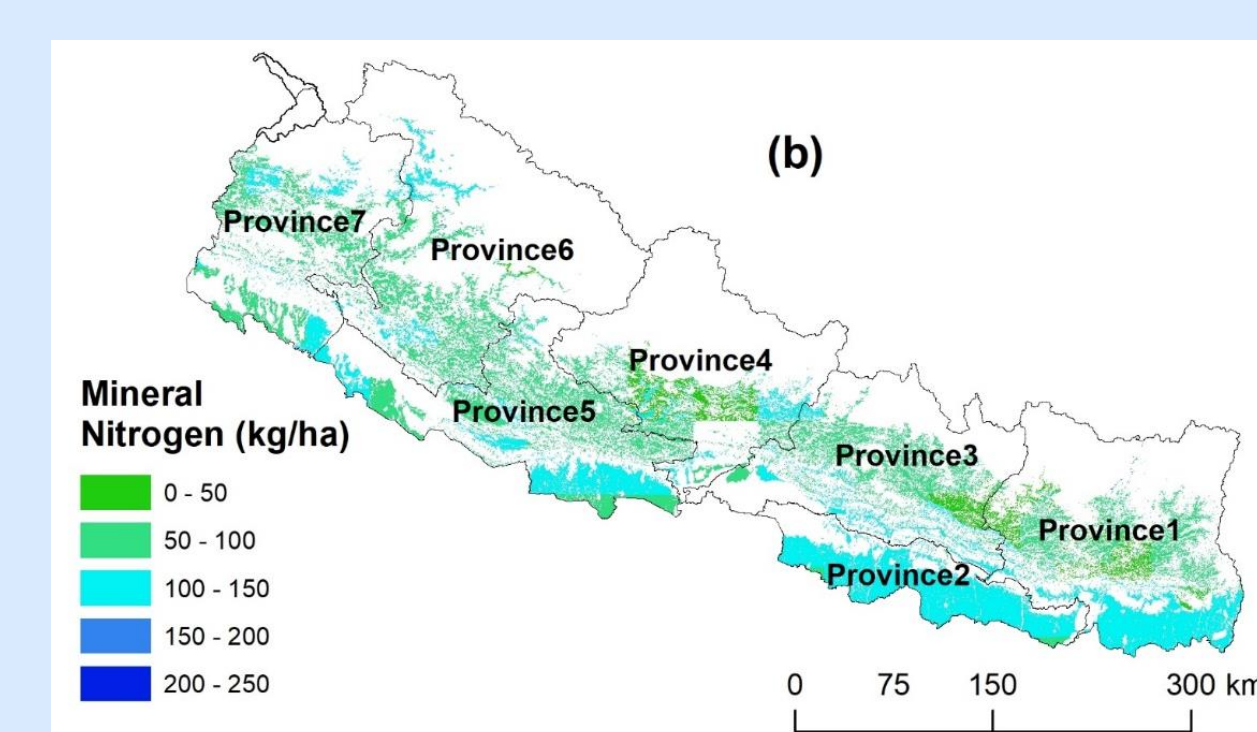 (b)
Province7
Province6
Province4
Province5
Province3
Province1
Province2
Mineral
Nitrogen (kg/ha)
0 - 50
50 - 100
100 - 150
150 - 200
200 - 250
0 75 150 300 km